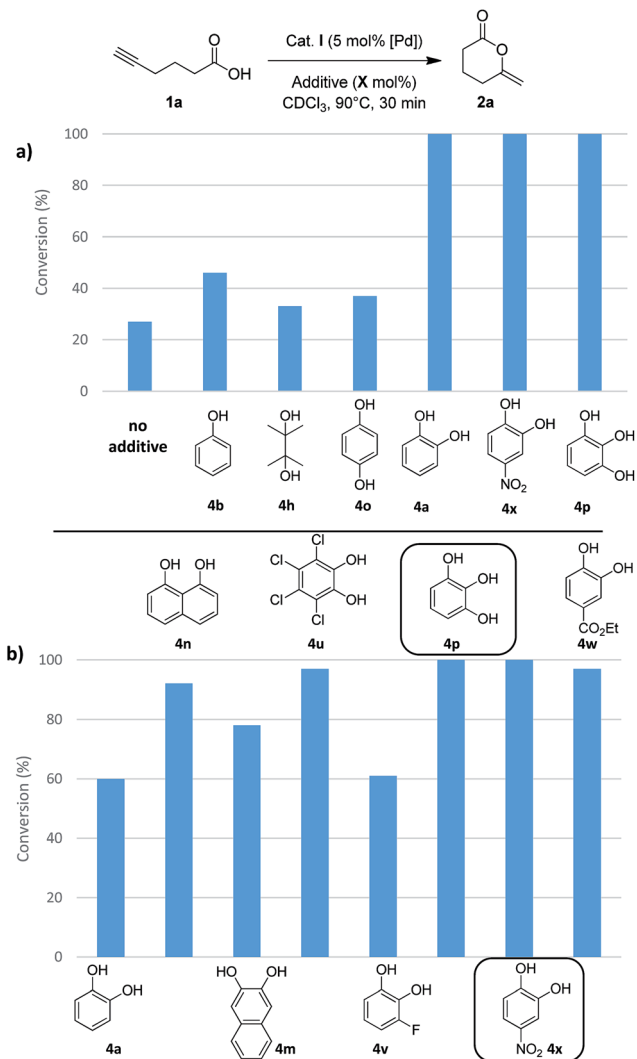 Cat. I (5 mol% [Pd])
Additive (X mol%)
CDCl3, 90°C, 30 min
O
OH
O
O
1a
2a
a)
Conversion (%)
100
80
60
40
20
0
no additive
OH
4b
OH
OH
4h
OH
OH
4o
OH
OH
4a
OH
OH
NO2
4x
OH
OH
OH
4p
OH OH
4n
Cl
Cl
Cl
Cl
OH
OH
4u
OH
OH
OH
4p
OH
OH
CO2Et
4w
b)
Conversion (%)
100
80
60
40
20
0
OH
OH
4a
HO
OH
4m
OH
OH
F
4v
OH
OH
NO2 4x